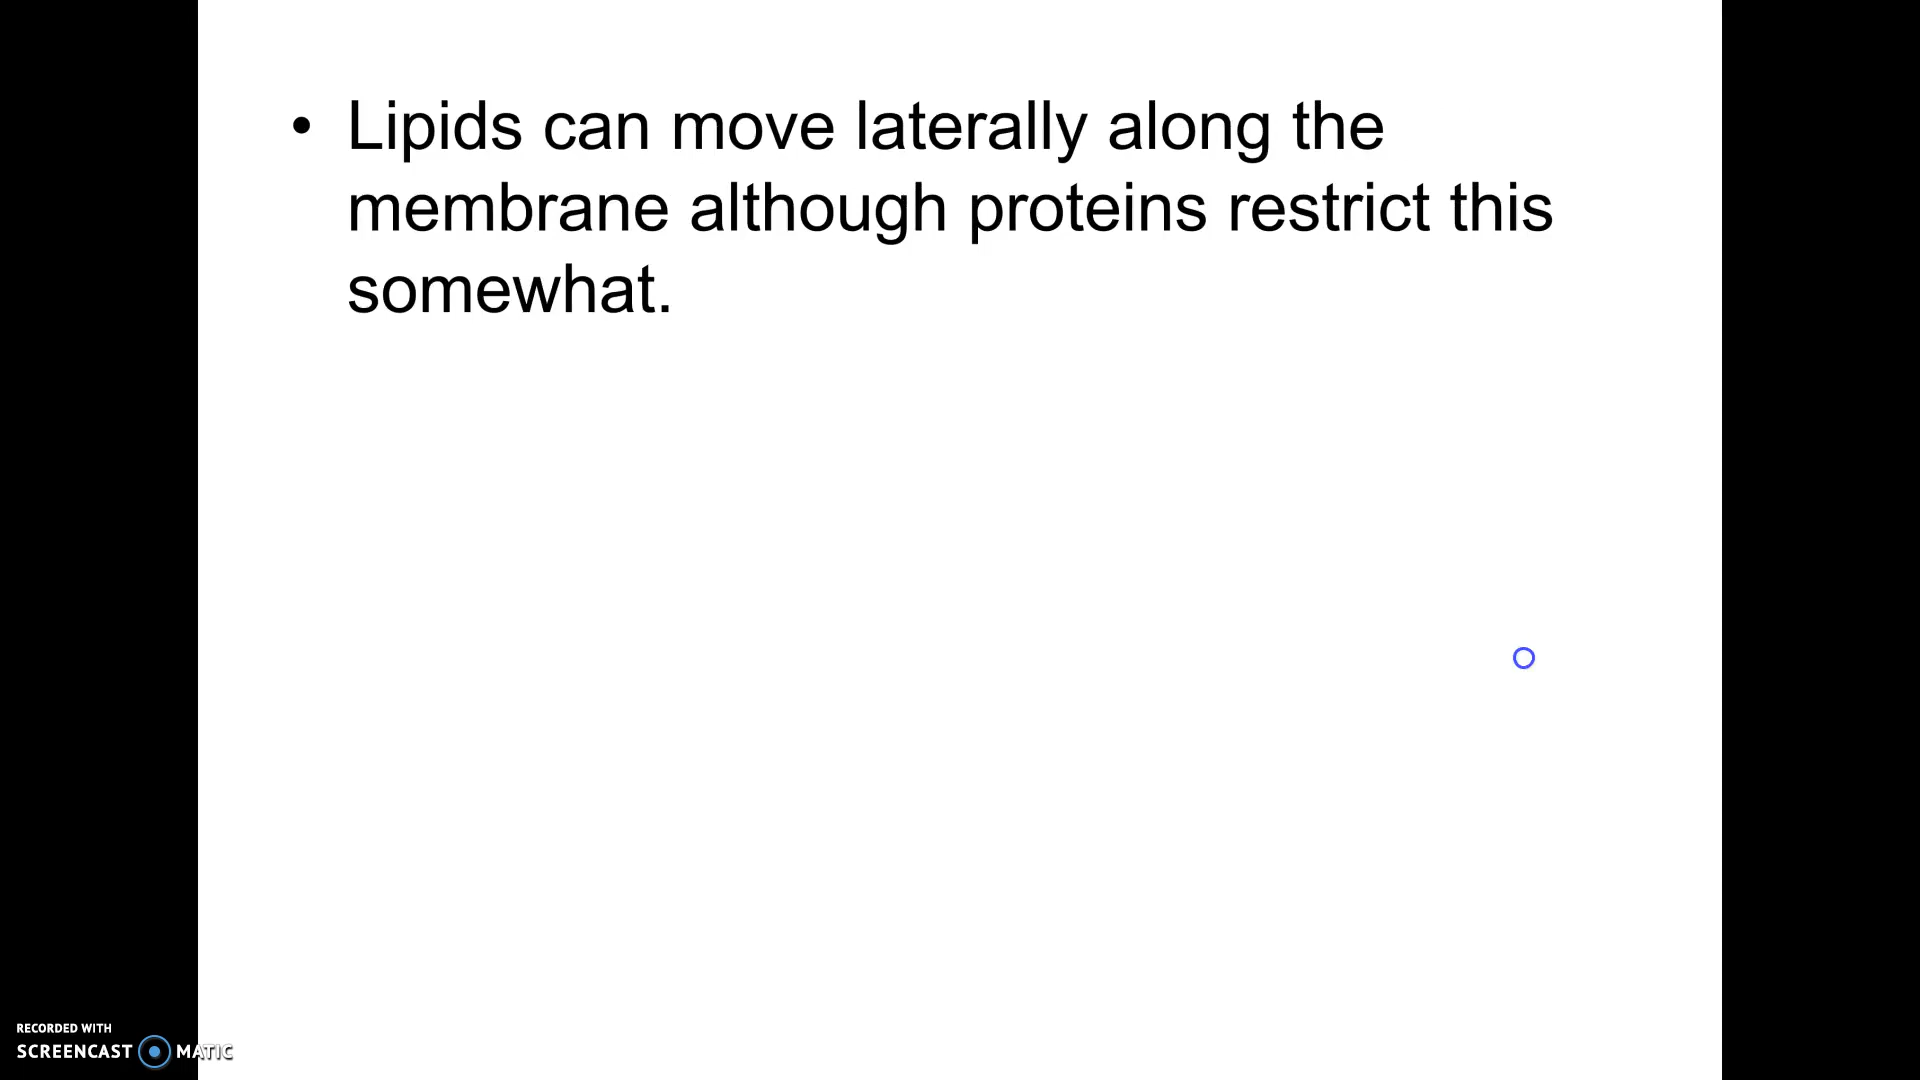 • Lipids can move laterally along the
membrane although proteins restrict this
somewhat.
RECORDED WITH
SCREENCAST MATIC